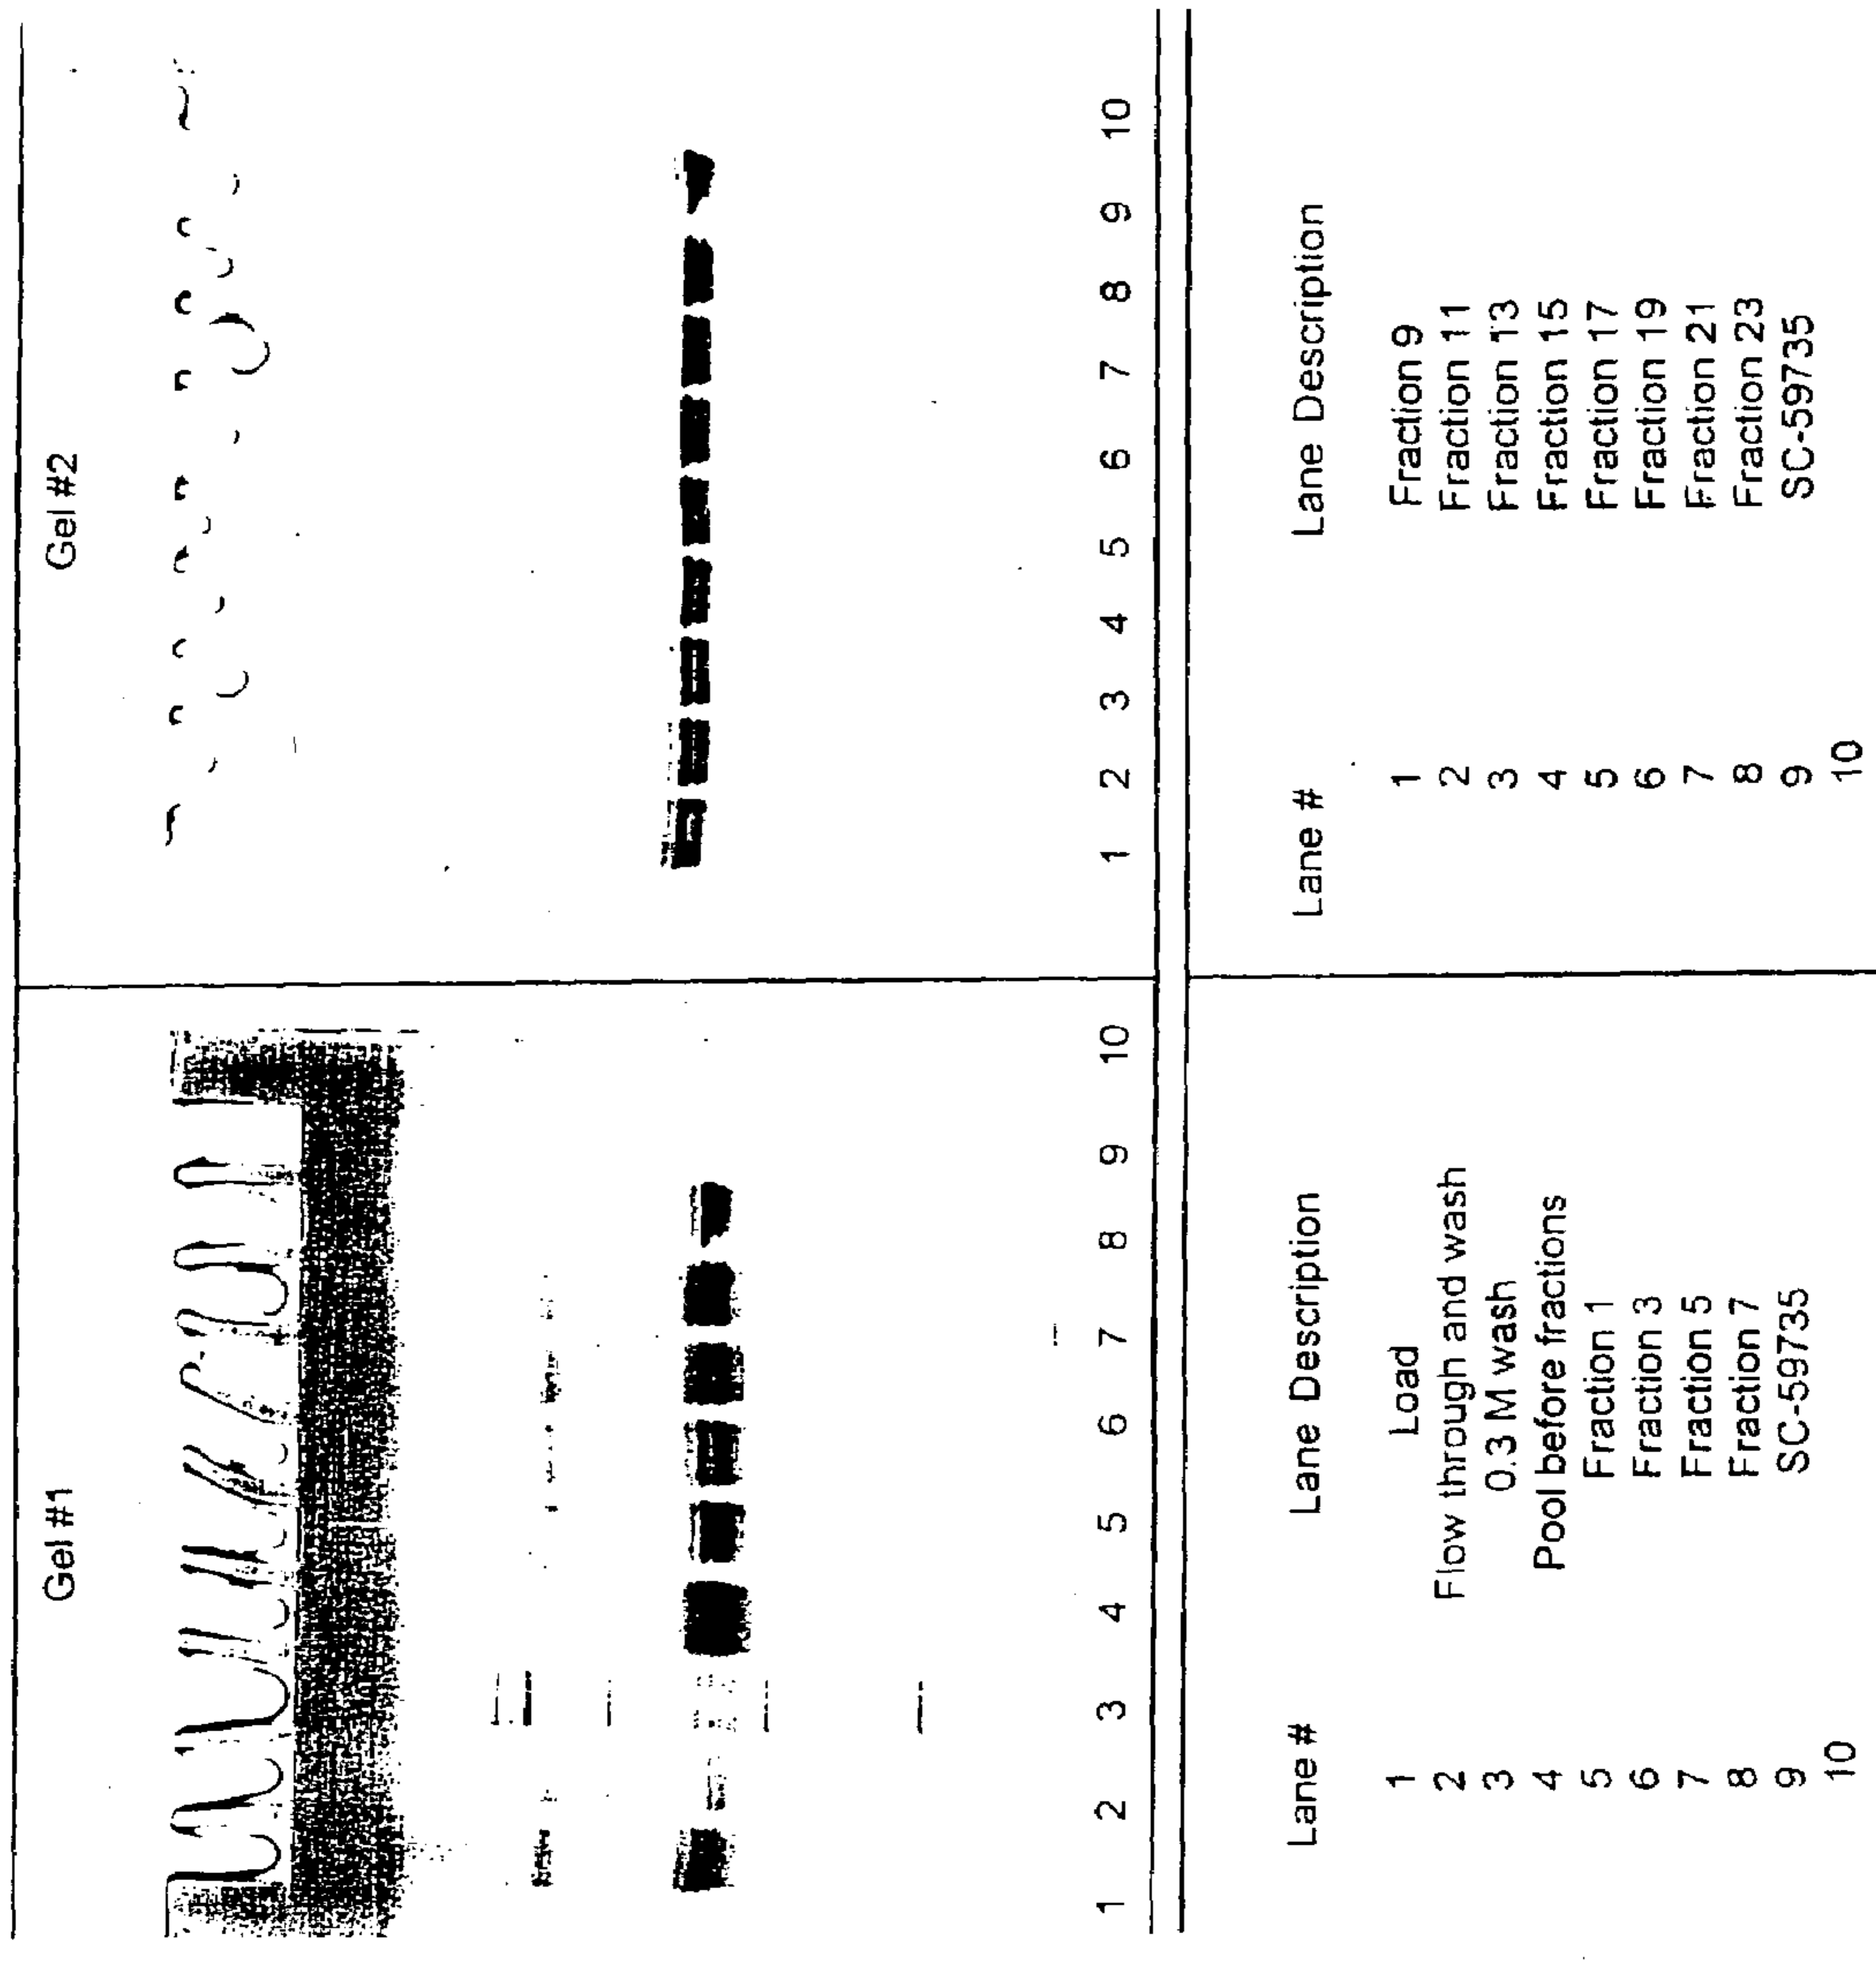 Gel #1
1 2 3 4 5 6 7 8 9 10
Lane # Lane Description
1 Load
2 Flow through and wash
3 0.3 M wash
4 Pool before fractions
5 Fraction 1
6 Fraction 3
7 Fraction 5
8 Fraction 7
9 SC-59735
10
Gel #2
1 2 3 4 5 6 7 8 9 10
Lane # Lane Description
1 Fraction 9
2 Fraction 11
3 Fraction 13
4 Fraction 15
5 Fraction 17
6 Fraction 19
7 Fraction 21
8 Fraction 23
9 SC-59735
10